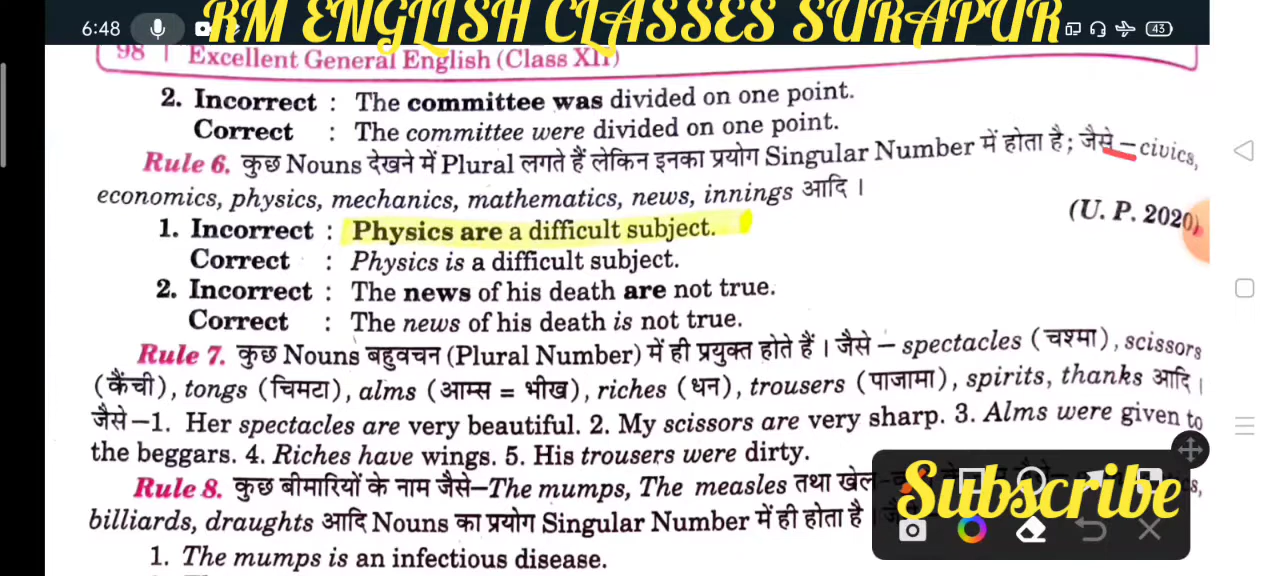 RM ENGLISH CLASSES SURAPUR
6:48
43
98 | Excellent General English (Class XII)
2. Incorrect : The committee was divided on one point.
Correct : The committee were divided on one point.
Rule 6. कुछ Nouns देखने में Plural लगते हैं लेकिन इनका प्रयोग Singular Number में होता है; जैसे – civics,
economics, physics, mechanics, mathematics, news, innings आदि ।
(U. P. 2020)
1. Incorrect : Physics are a difficult subject.
Correct : Physics is a difficult subject.
2. Incorrect : The news of his death are not true.
Correct : The news of his death is not true.
Rule 7. कुछ Nouns बहुवचन (Plural Number) में ही प्रयुक्त होते हैं । जैसे – spectacles (चश्मा), scissors
(कैंची), tongs (चिमटा), alms (आम्स = भीख), riches (धन), trousers (पाजामा), spirits, thanks आदि ।
जैसे –1. Her spectacles are very beautiful. 2. My scissors are very sharp. 3. Alms were given to
the beggars. 4. Riches have wings. 5. His trousers were dirty.
Rule 8. कुछ बीमारियों के नाम जैसे–The mumps, The measles तथा खेल-
billiards, draughts आदि Nouns का प्रयोग Singular Number में ही होता है ।
1. The mumps is an infectious disease.
Subscribe